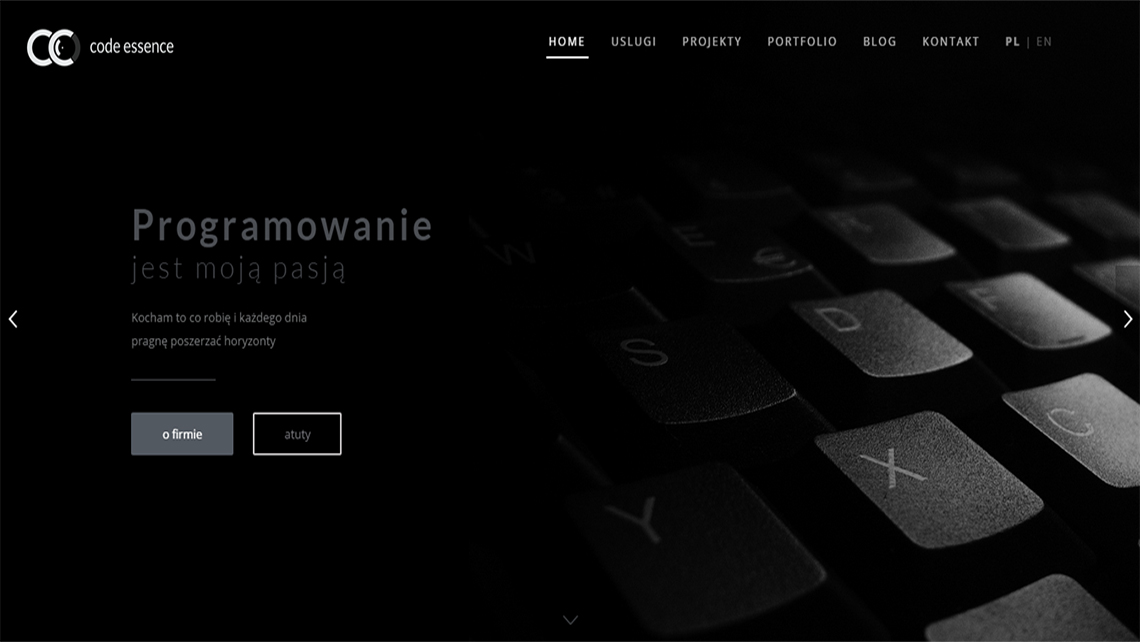 code essence
HOME USLUGI PROJEKTY PORTFOLIO BLOG KONTAKT PL | EN
Programowanie
jest moją pasją
Kocham to co robię i każdego dnia
pragnę poszerzać horyzonty
o firmie atuty
W E €
R
S D F
Y X C